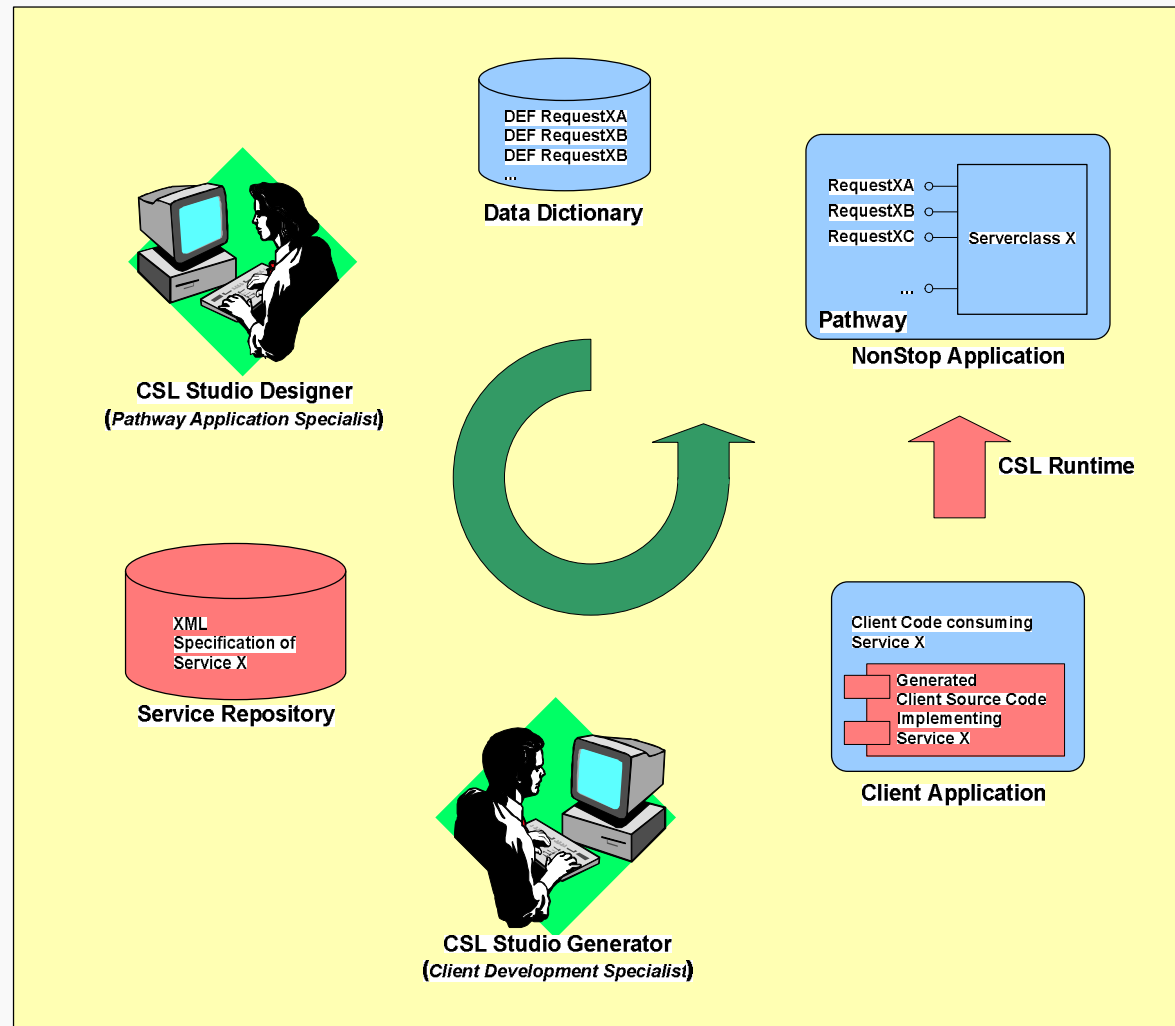 DEF RequestXA
DEF RequestXB
DEF RequestXB
...
Data Dictionary
RequestXA
RequestXB
RequestXC
...
Serverclass X
Pathway
NonStop Application
CSL Studio Designer
(Pathway Application Specialist)
CSL Runtime
XML
Specification of
Service X
Service Repository
Client Code consuming
Service X
Generated
Client Source Code
Implementing
Service X
Client Application
CSL Studio Generator
(Client Development Specialist)